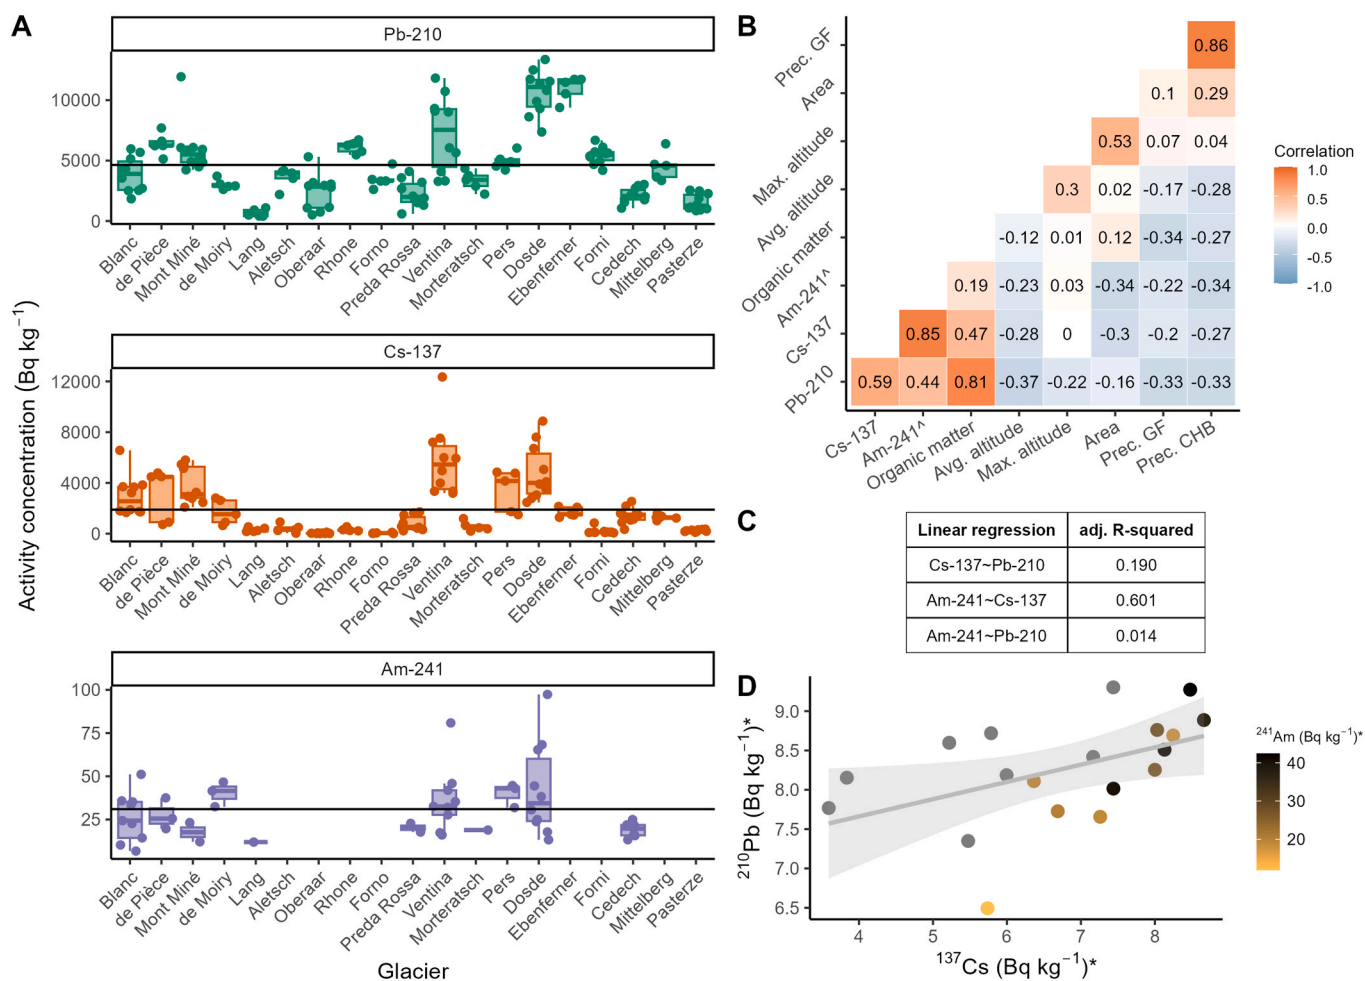 A
Pb-210
10000
5000
0
Blanc
de Pièce
Mont Miné
de Moiry
Lang
Aletsch
Oberaar
Rhone
Forno
Preda Rossa
Ventina
Morteratsch
Pers
Dosde
Ebenferner
Forni
Cedech
Mittelberg
Pasterze
Cs-137
12000
8000
4000
0
Blanc
de Pièce
Mont Miné
de Moiry
Lang
Aletsch
Oberaar
Rhone
Forno
Preda Rossa
Ventina
Morteratsch
Pers
Dosde
Ebenferner
Forni
Cedech
Mittelberg
Pasterze
Am-241
100
75
50
25
Blanc
de Pièce
Mont Miné
de Moiry
Lang
Aletsch
Oberaar
Rhone
Forno
Preda Rossa
Ventina
Morteratsch
Pers
Dosde
Ebenferner
Forni
Cedech
Mittelberg
Pasterze
Activity concentration (Bq kg⁻¹)
Glacier
B
Prec. GF 0.86
Area 0.1 0.29
Max. altitude 0.53 0.07 0.04
Avg. altitude 0.3 0.02 -0.17 -0.28
Organic matter -0.12 0.01 0.12 -0.34 -0.27
Am-241^ 0.19 -0.23 0.03 -0.34 -0.22 -0.34
Cs-137 0.85 0.47 -0.28 0 -0.3 -0.2 -0.27
Pb-210 0.59 0.44 0.81 -0.37 -0.22 -0.16 -0.33 -0.33
Cs-137
Am-241^
Organic matter
Avg. altitude
Max. altitude
Area
Prec. GF
Prec. CHB
Correlation
1.0
0.5
0.0
-0.5
-1.0
C
Linear regression adj. R-squared
Cs-137~Pb-210 0.190
Am-241~Cs-137 0.601
Am-241~Pb-210 0.014
D
²¹⁰Pb (Bq kg⁻¹)*
9.0
8.5
8.0
7.5
7.0
6.5
4 5 6 7 8
¹³⁷Cs (Bq kg⁻¹)*
²⁴¹Am (Bq kg⁻¹)*
40
30
20